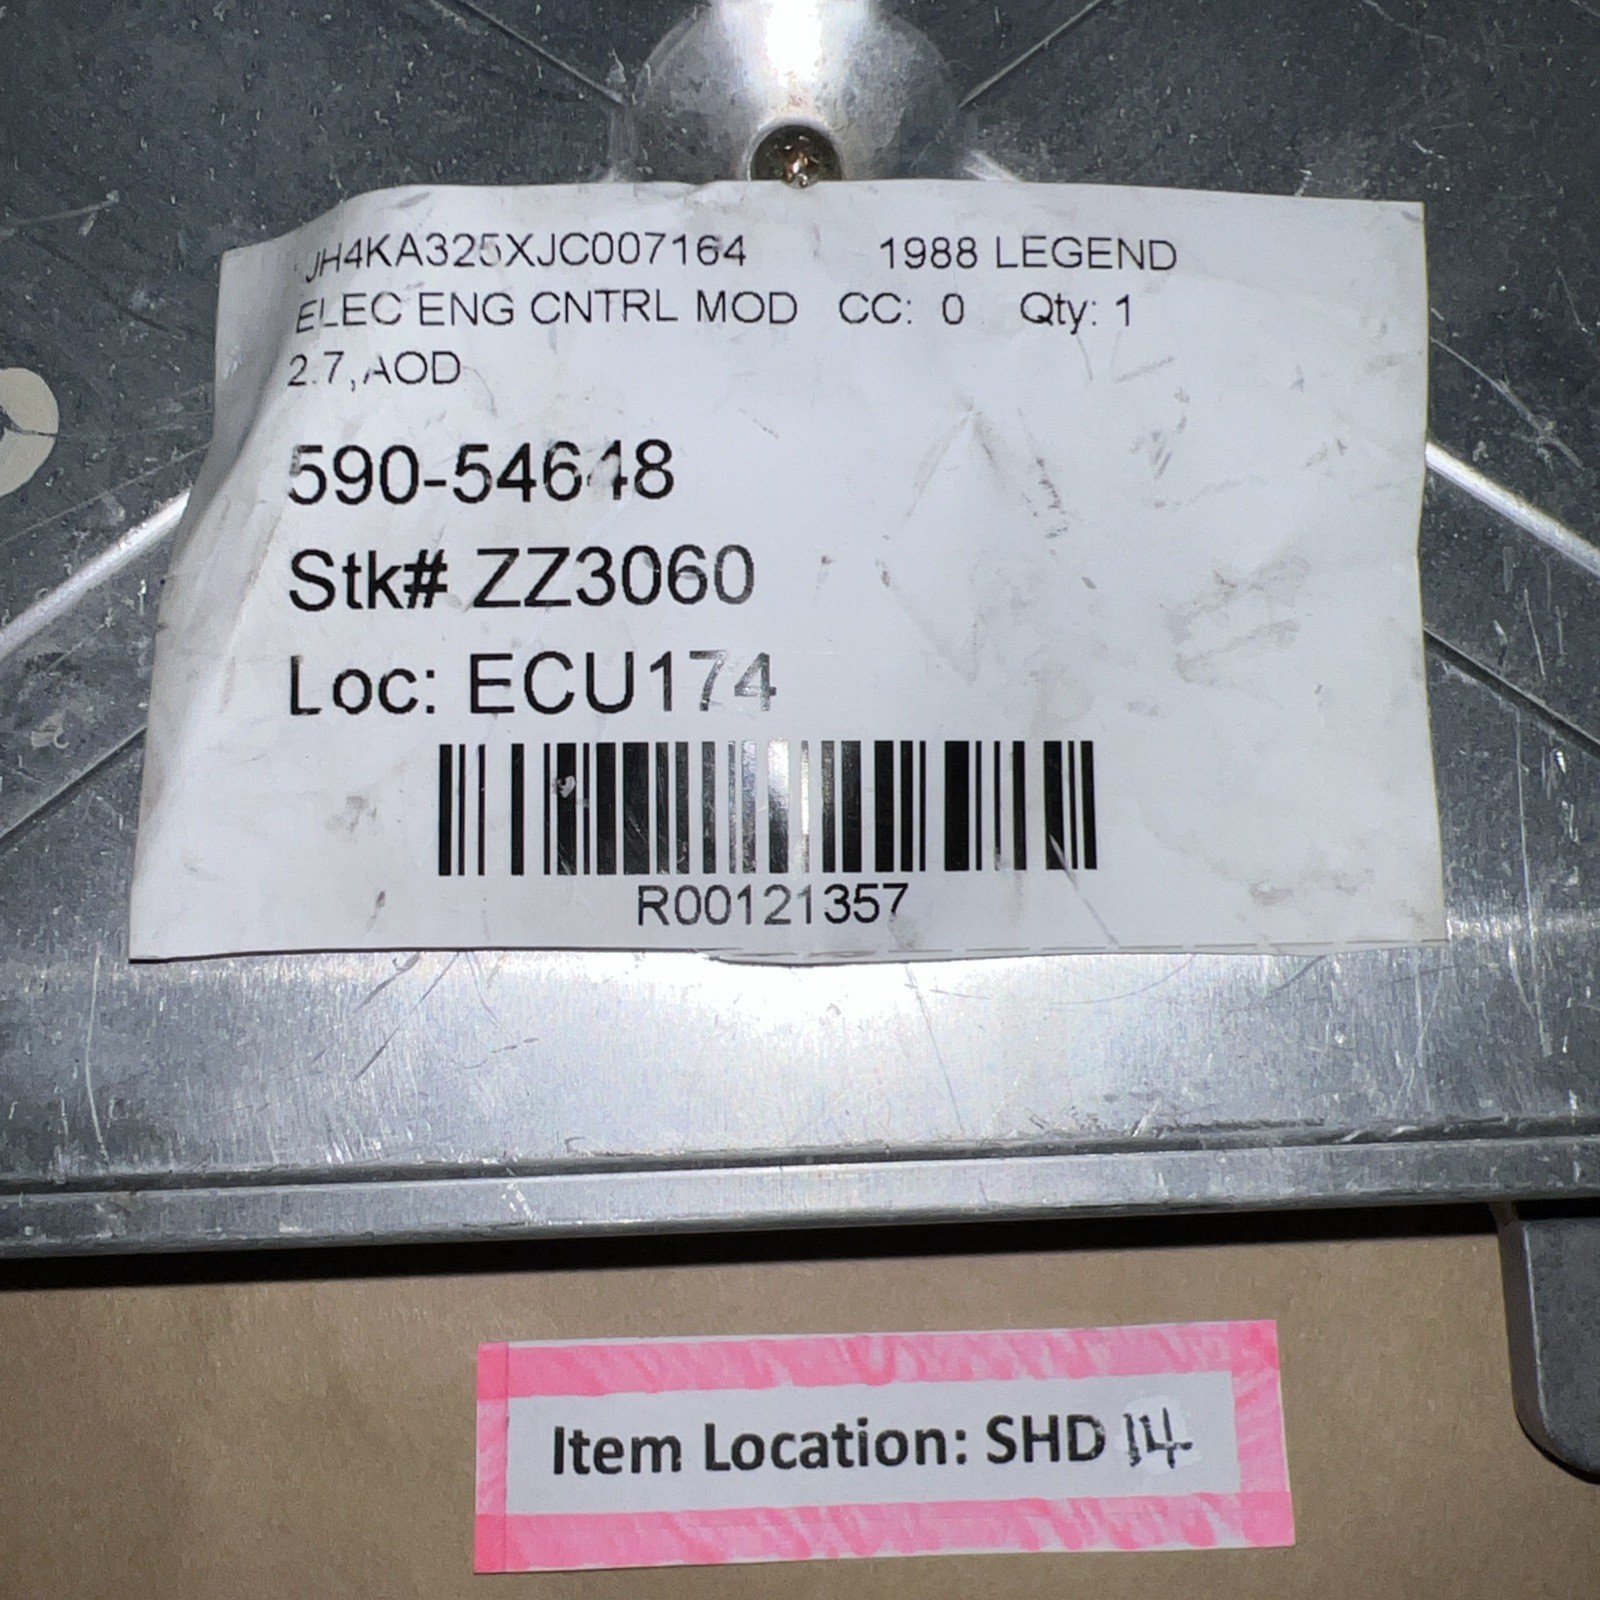 JH4KA325XJC007164 1988 LEGEND
ELEC ENG CNTRL MOD CC: 0 Qty: 1
2.7,AOD
590-54648
Stk# ZZ3060
Loc: ECU174
R00121357
Item Location: SHD 14